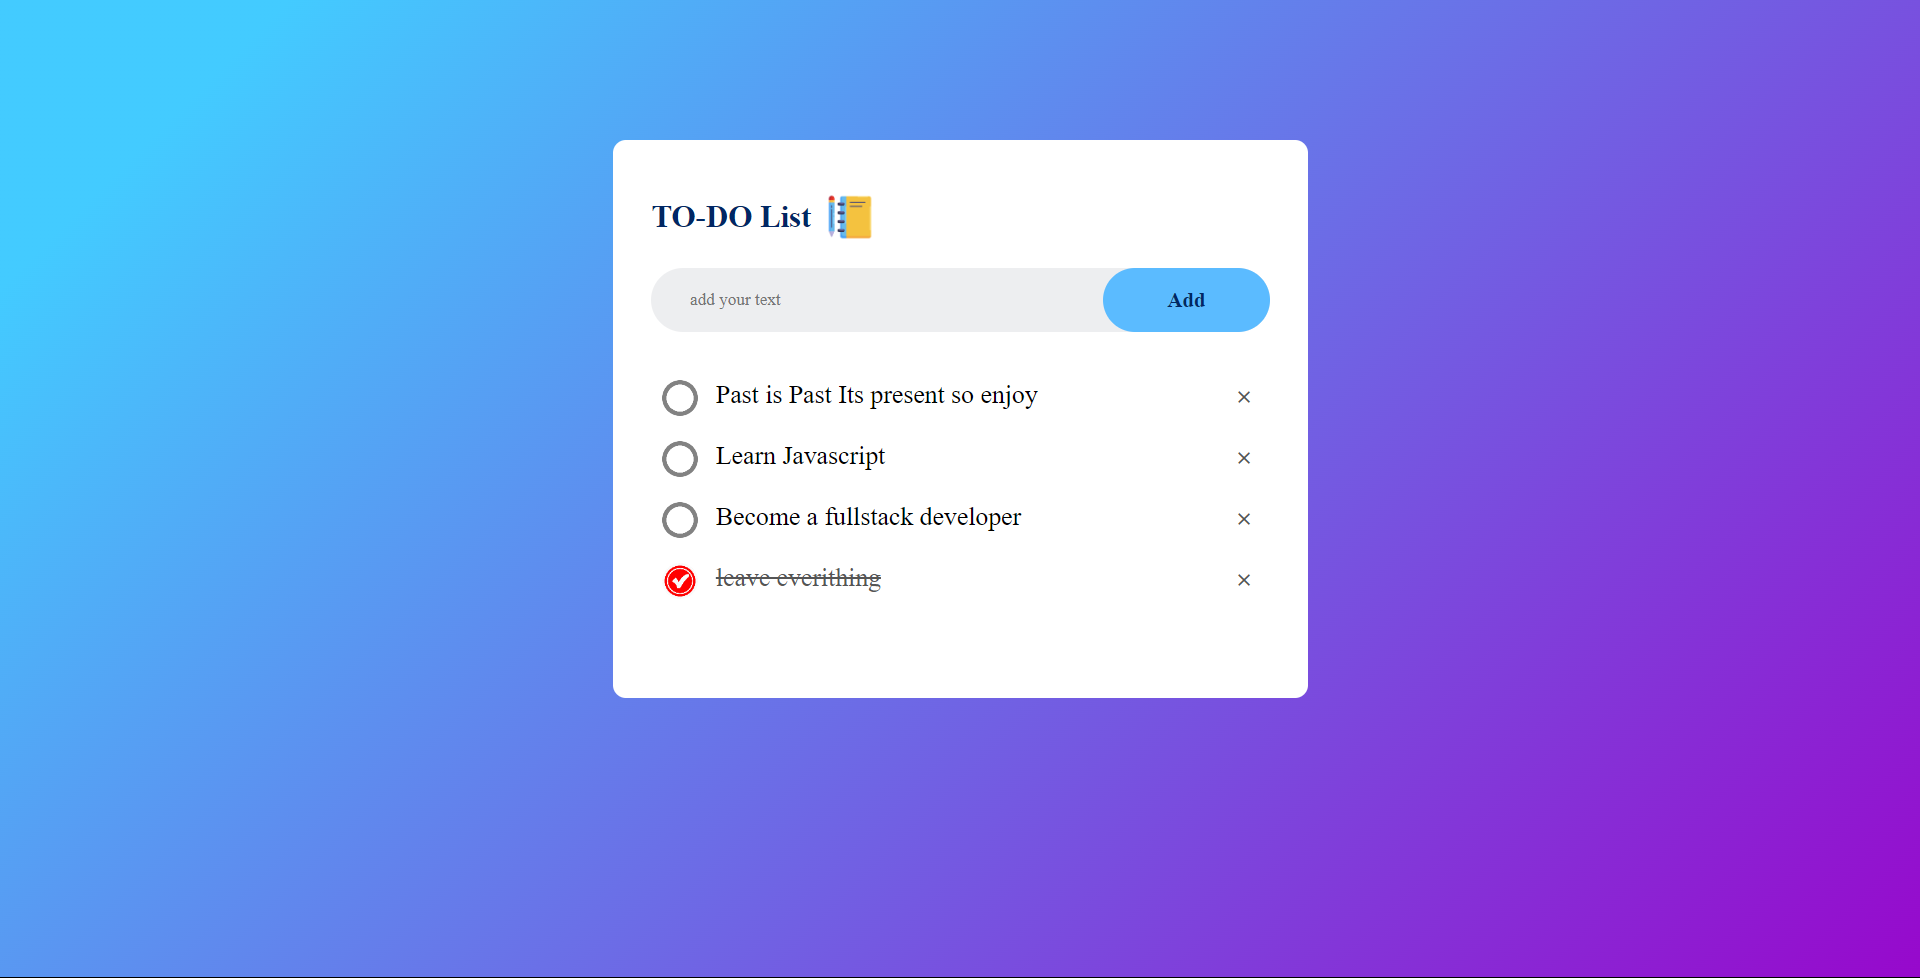 TO-DO List
add your text
Add
Past is Past Its present so enjoy
×
Learn Javascript
×
Become a fullstack developer
×
leave everithing
×